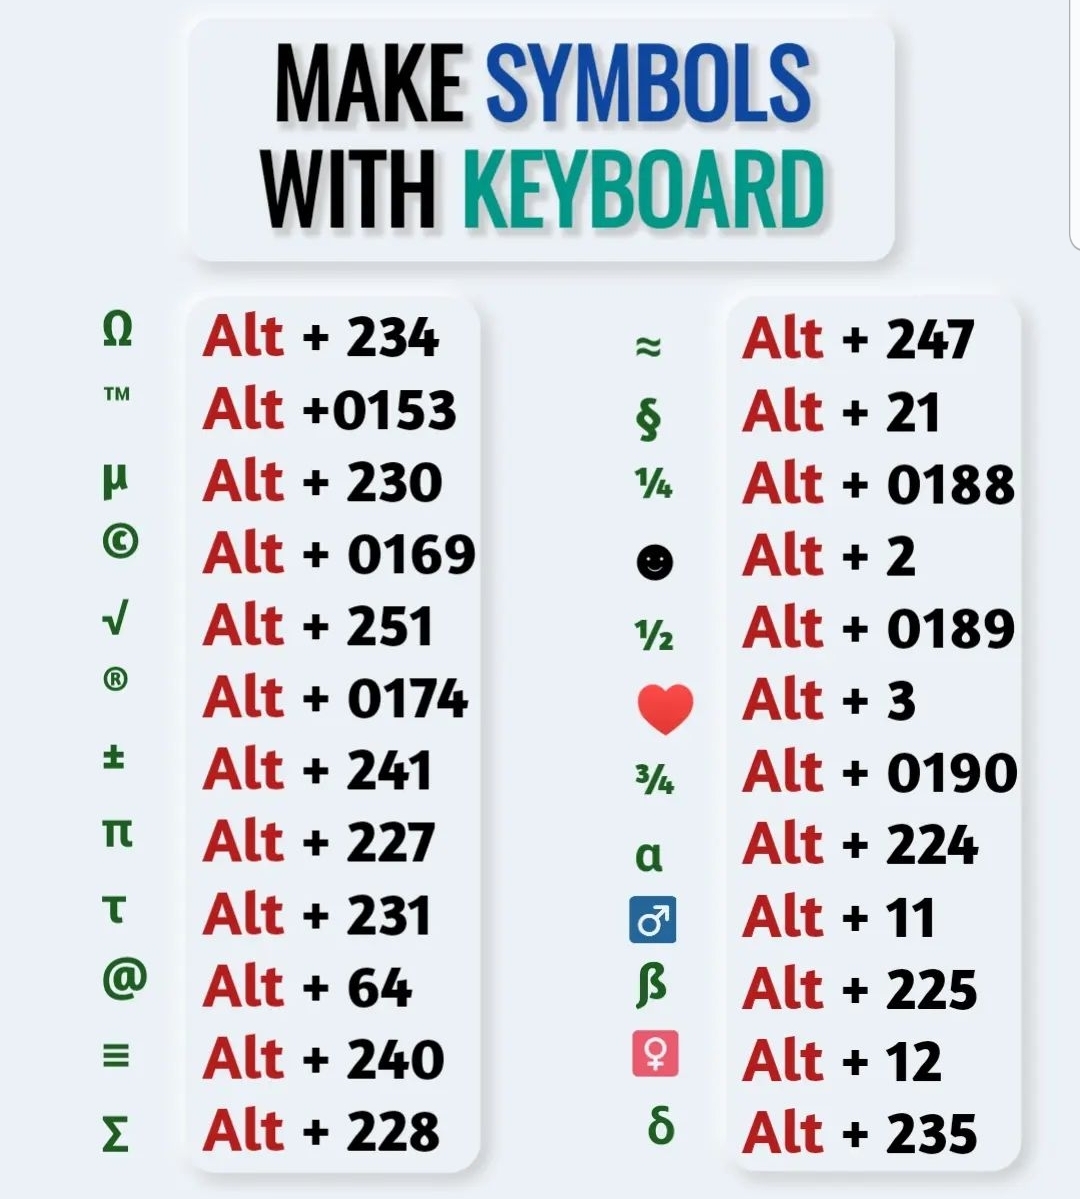 MAKE SYMBOLS
WITH KEYBOARD
Ω Alt + 234
™ Alt +0153
µ Alt + 230
© Alt + 0169
√ Alt + 251
® Alt + 0174
± Alt + 241
π Alt + 227
τ Alt + 231
@ Alt + 64
≡ Alt + 240
Σ Alt + 228
≈ Alt + 247
§ Alt + 21
¼ Alt + 0188
☻ Alt + 2
½ Alt + 0189
♥ Alt + 3
¾ Alt + 0190
α Alt + 224
♂ Alt + 11
ß Alt + 225
♀ Alt + 12
δ Alt + 235